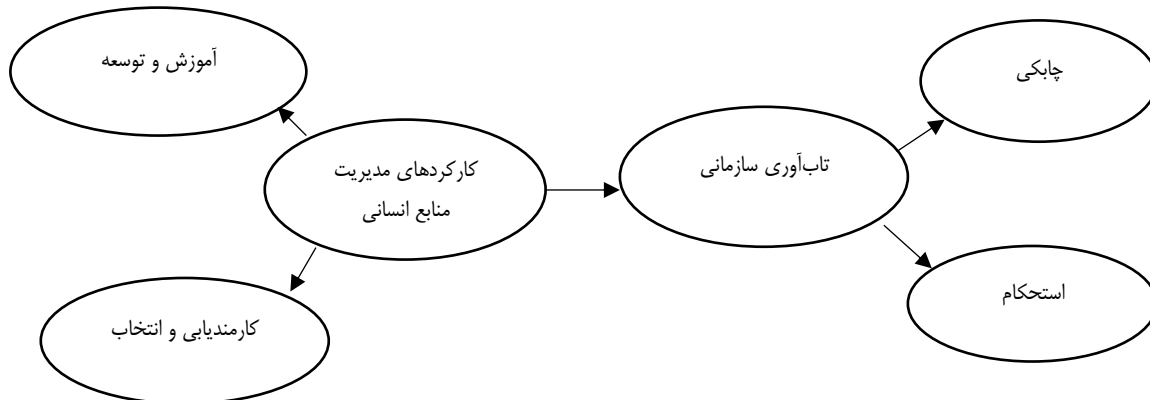 چابکی
آموزش و توسعه
تاب‌آوری سازمانی
کارکردهای مدیریت
منابع انسانی
استحکام
کارمندیابی و انتخاب